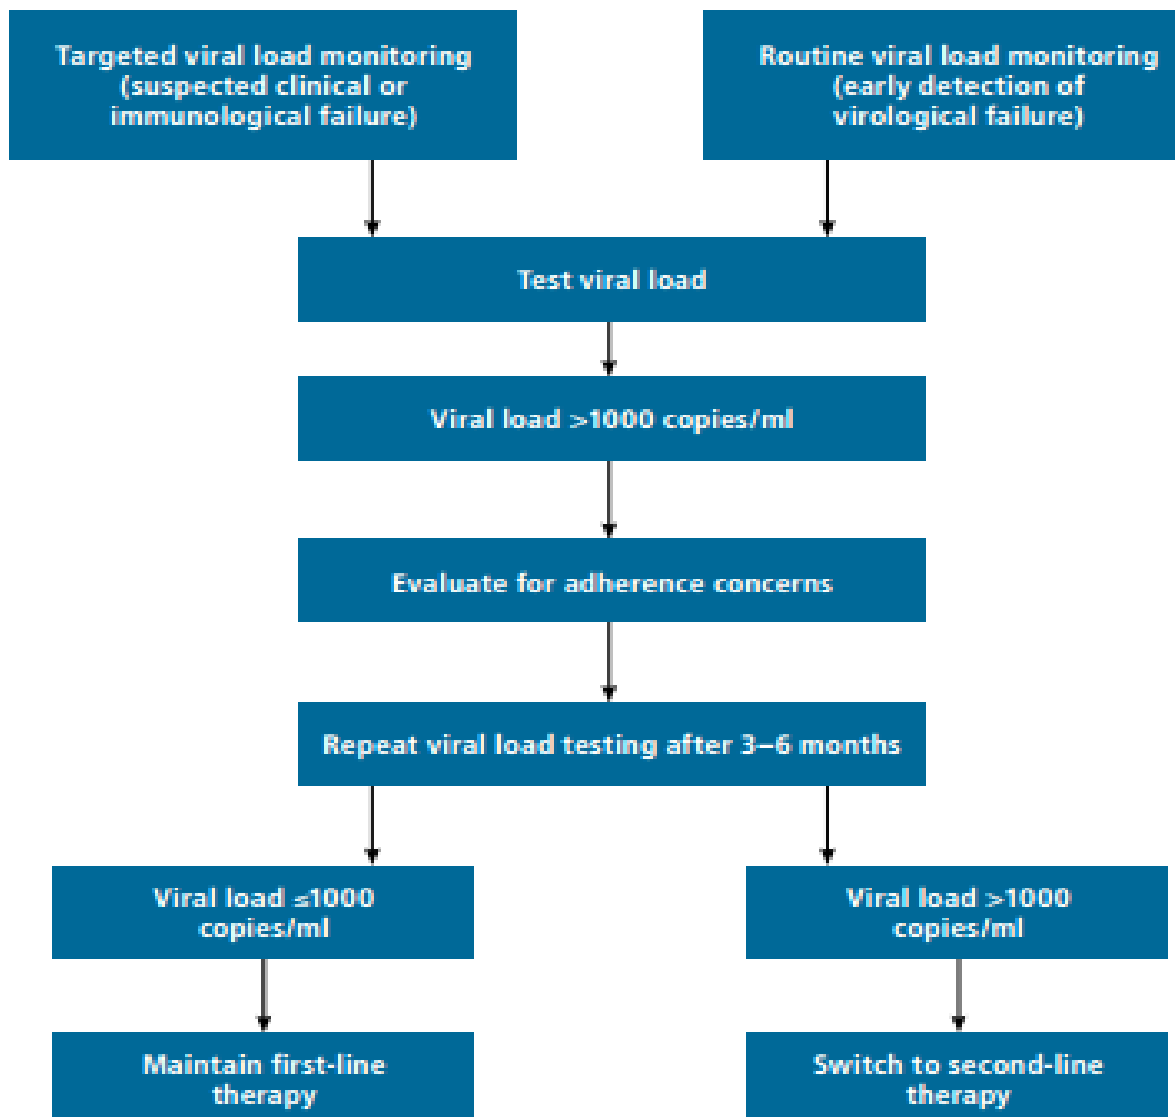 Targeted viral load monitoring
(suspected clinical or
immunological failure)
Routine viral load monitoring
(early detection of
virological failure)
Test viral load
Viral load >1000 copies/ml
Evaluate for adherence concerns
Repeat viral load testing after 3–6 months
Viral load ≤1000
copies/ml
Viral load >1000
copies/ml
Maintain first-line
therapy
Switch to second-line
therapy